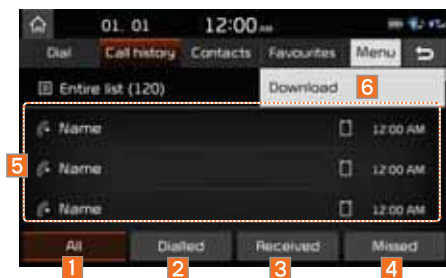 01. 01 12:00 AM
Dial Call history Contacts Favourites Menu
Entire list (120) Download 6
Name 12:00 AM
5 Name 12:00 AM
Name 12:00 AM
All Dialled Received Missed
1 2 3 4